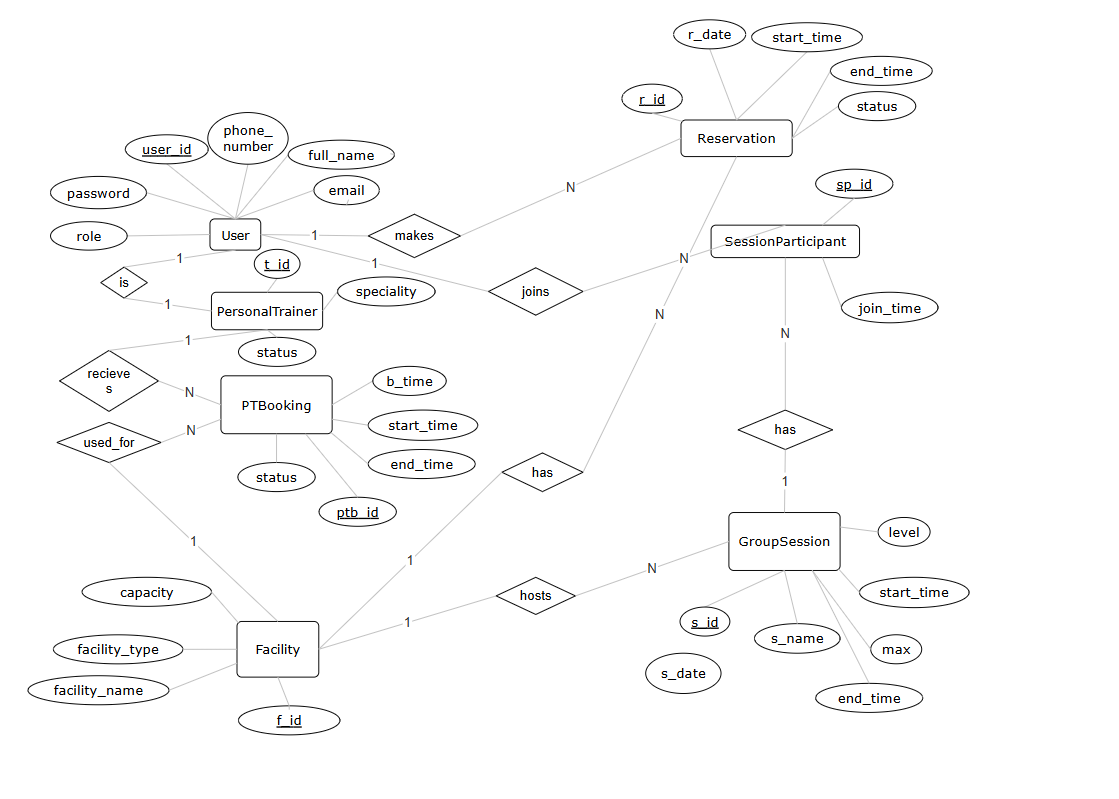 r_date
start_time
end_time
r_id
status
Reservation
phone_
number
user_id
full_name
password
email
N
sp_id
role
User
1
makes
SessionParticipant
1
t_id
1
N
is
joins
speciality
1
PersonalTrainer
join_time
N
N
1
status
recieve
s
b_time
N
PTBooking
start_time
N
used_for
has
end_time
has
status
1
ptb_id
level
1
GroupSession
1
N
capacity
hosts
start_time
1
s_id
s_name
facility_type
Facility
max
s_date
facility_name
end_time
f_id